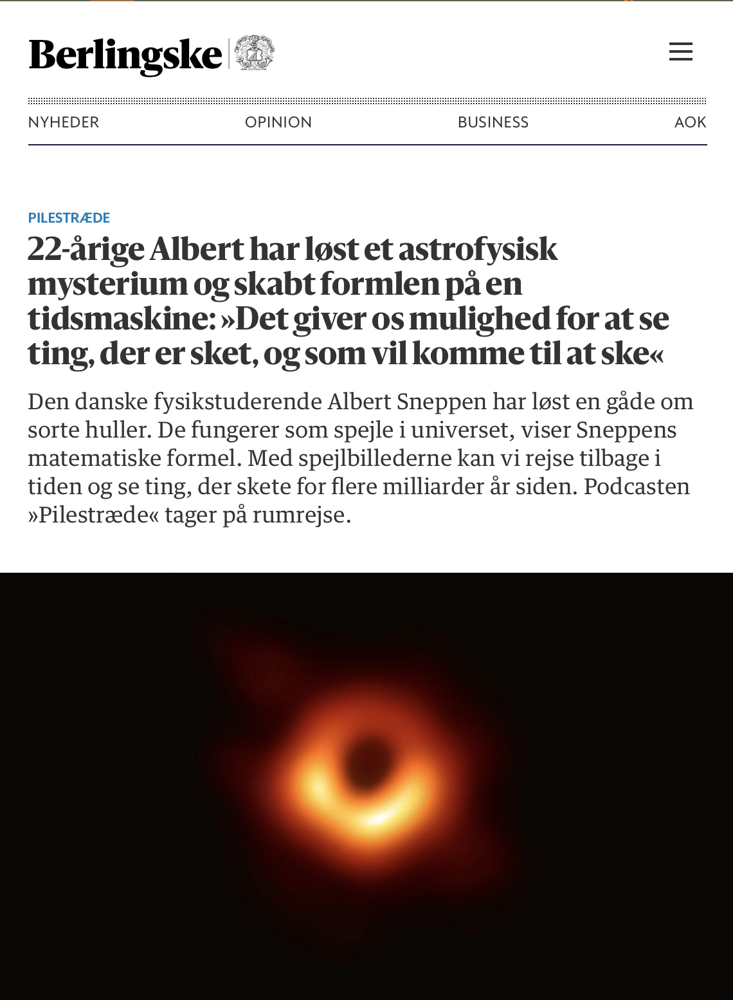 Berlingske
NYHEDER
OPINION
BUSINESS
AOK
PILESTRÆDE
22-årige Albert har løst et astrofysisk
mysterium og skabt formlen på en
tidsmaskine: »Det giver os mulighed for at se
ting, der er sket, og som vil komme til at ske«
Den danske fysikstuderende Albert Sneppen har løst en gåde om
sorte huller. De fungerer som spejle i universet, viser Sneppens
matematiske formel. Med spejlbillederne kan vi rejse tilbage i
tiden og se ting, der skete for flere milliarder år siden. Podcasten
»Pilestræde« tager på rumrejse.